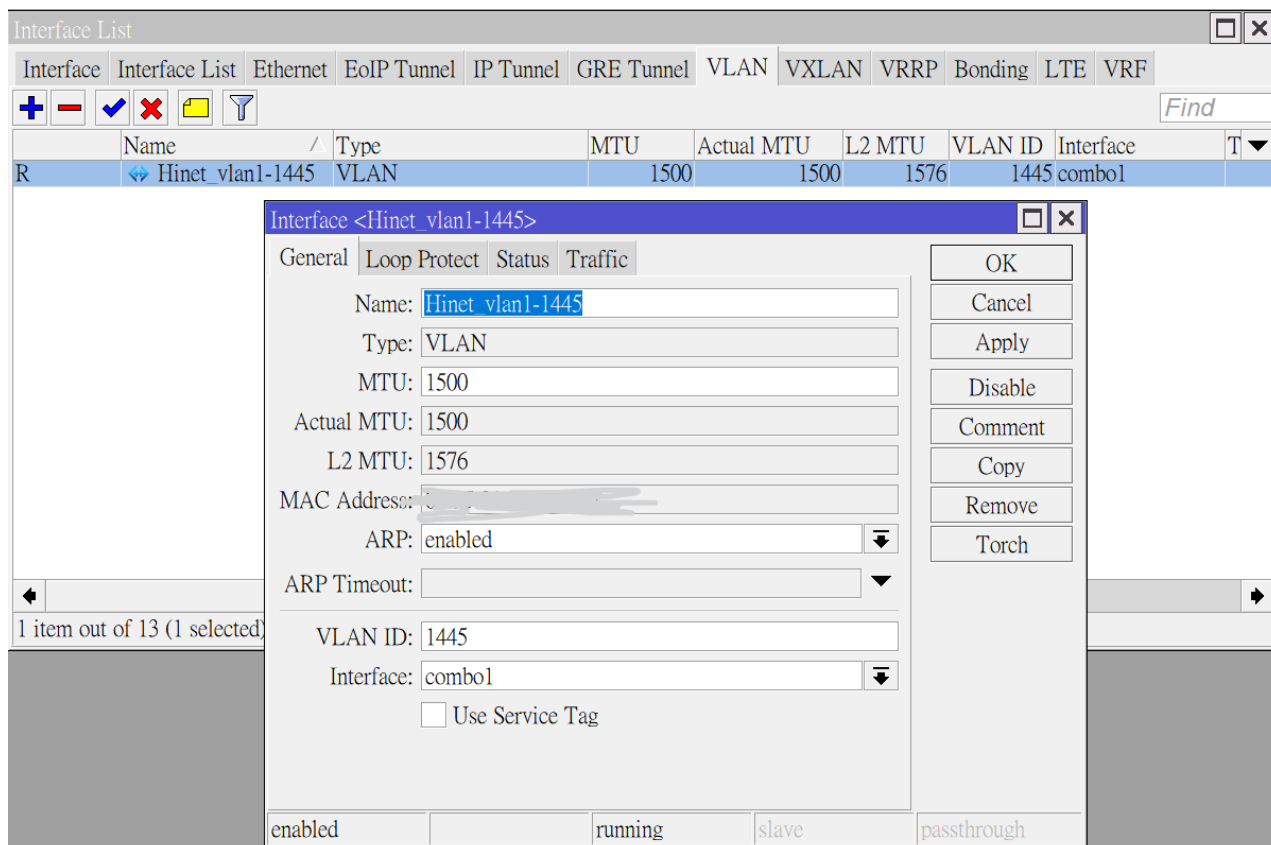 Interface List
Interface Interface List Ethernet EoIP Tunnel IP Tunnel GRE Tunnel VLAN VXLAN VRRP Bonding LTE VRF
Find
Name Type MTU Actual MTU L2 MTU VLAN ID Interface T
R Hinet_vlan1-1445 VLAN 1500 1500 1576 1445 combo1
Interface <Hinet_vlan1-1445>
General Loop Protect Status Traffic
OK
Name: Hinet_vlan1-1445
Cancel
Type: VLAN
Apply
MTU: 1500
Disable
Actual MTU: 1500
Comment
L2 MTU: 1576
Copy
MAC Address:
Remove
ARP: enabled
Torch
ARP Timeout:
1 item out of 13 (1 selected)
VLAN ID: 1445
Interface: combo1
Use Service Tag
enabled running slave passthrough